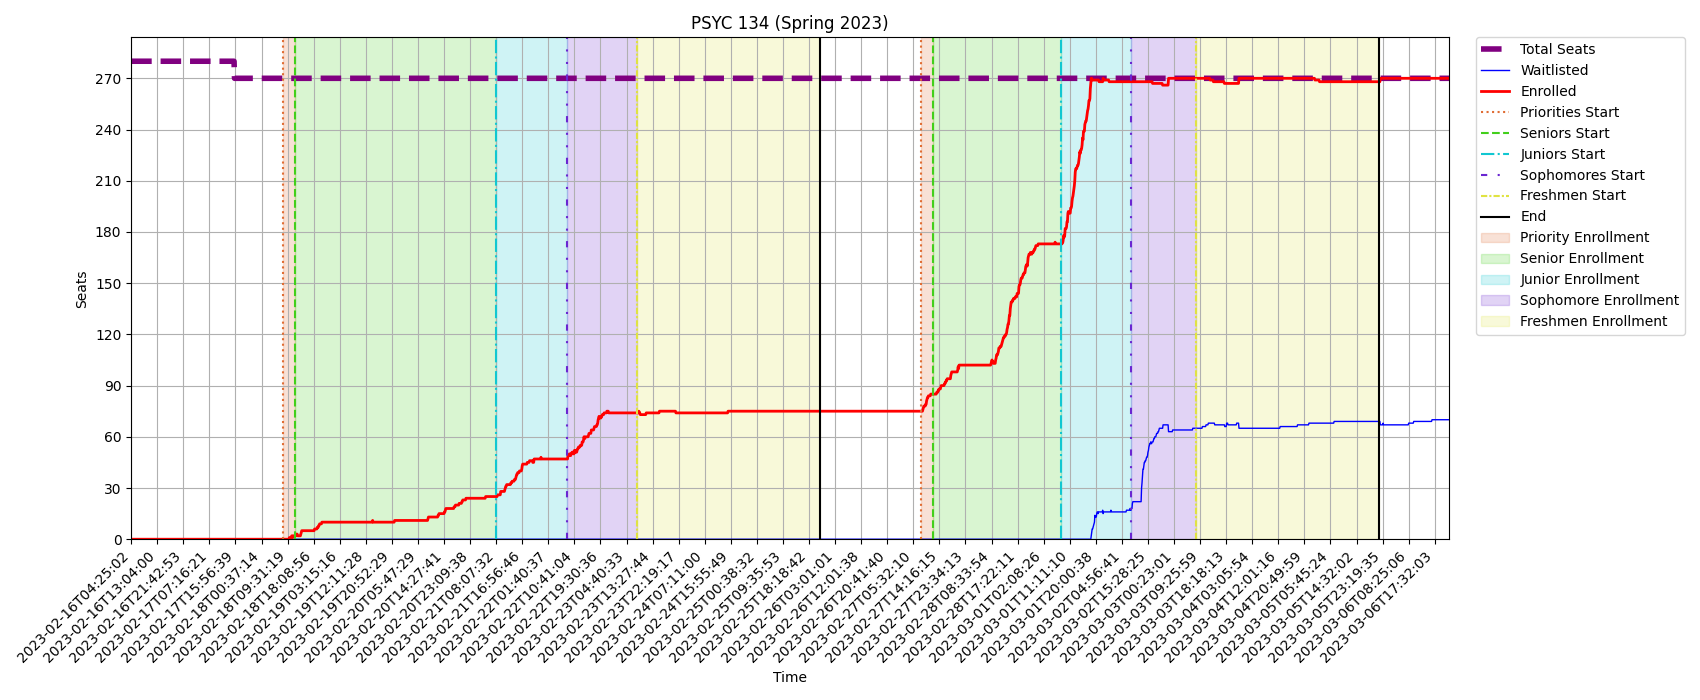 PSYC 134 (Spring 2023)
Seats
270
240
210
180
150
120
90
60
30
0
2023-02-16T04:25:02
2023-02-16T13:04:00
2023-02-16T21:42:53
2023-02-17T07:16:21
2023-02-17T15:56:39
2023-02-18T00:37:14
2023-02-18T09:31:19
2023-02-18T18:08:56
2023-02-19T03:15:16
2023-02-19T12:11:28
2023-02-19T20:52:29
2023-02-20T05:47:29
2023-02-20T14:27:41
2023-02-20T23:09:38
2023-02-21T08:07:32
2023-02-21T16:56:46
2023-02-22T01:40:37
2023-02-22T10:41:04
2023-02-22T19:30:36
2023-02-23T04:40:33
2023-02-23T13:27:44
2023-02-23T22:19:17
2023-02-24T07:11:00
2023-02-24T15:55:49
2023-02-25T00:38:32
2023-02-25T09:35:53
2023-02-25T18:18:42
2023-02-26T03:01:01
2023-02-26T12:01:38
2023-02-26T20:41:40
2023-02-27T05:32:10
2023-02-27T14:16:15
2023-02-27T23:34:13
2023-02-28T08:33:54
2023-02-28T17:22:11
2023-03-01T02:08:26
2023-03-01T11:11:10
2023-03-01T20:00:38
2023-03-02T04:56:41
2023-03-02T15:28:25
2023-03-03T00:23:01
2023-03-03T09:25:59
2023-03-03T18:18:13
2023-03-04T03:05:54
2023-03-04T12:01:16
2023-03-04T20:49:59
2023-03-05T05:45:24
2023-03-05T14:32:02
2023-03-05T23:19:35
2023-03-06T08:25:06
2023-03-06T17:32:03
Time
Total Seats
Waitlisted
Enrolled
Priorities Start
Seniors Start
Juniors Start
Sophomores Start
Freshmen Start
End
Priority Enrollment
Senior Enrollment
Junior Enrollment
Sophomore Enrollment
Freshmen Enrollment